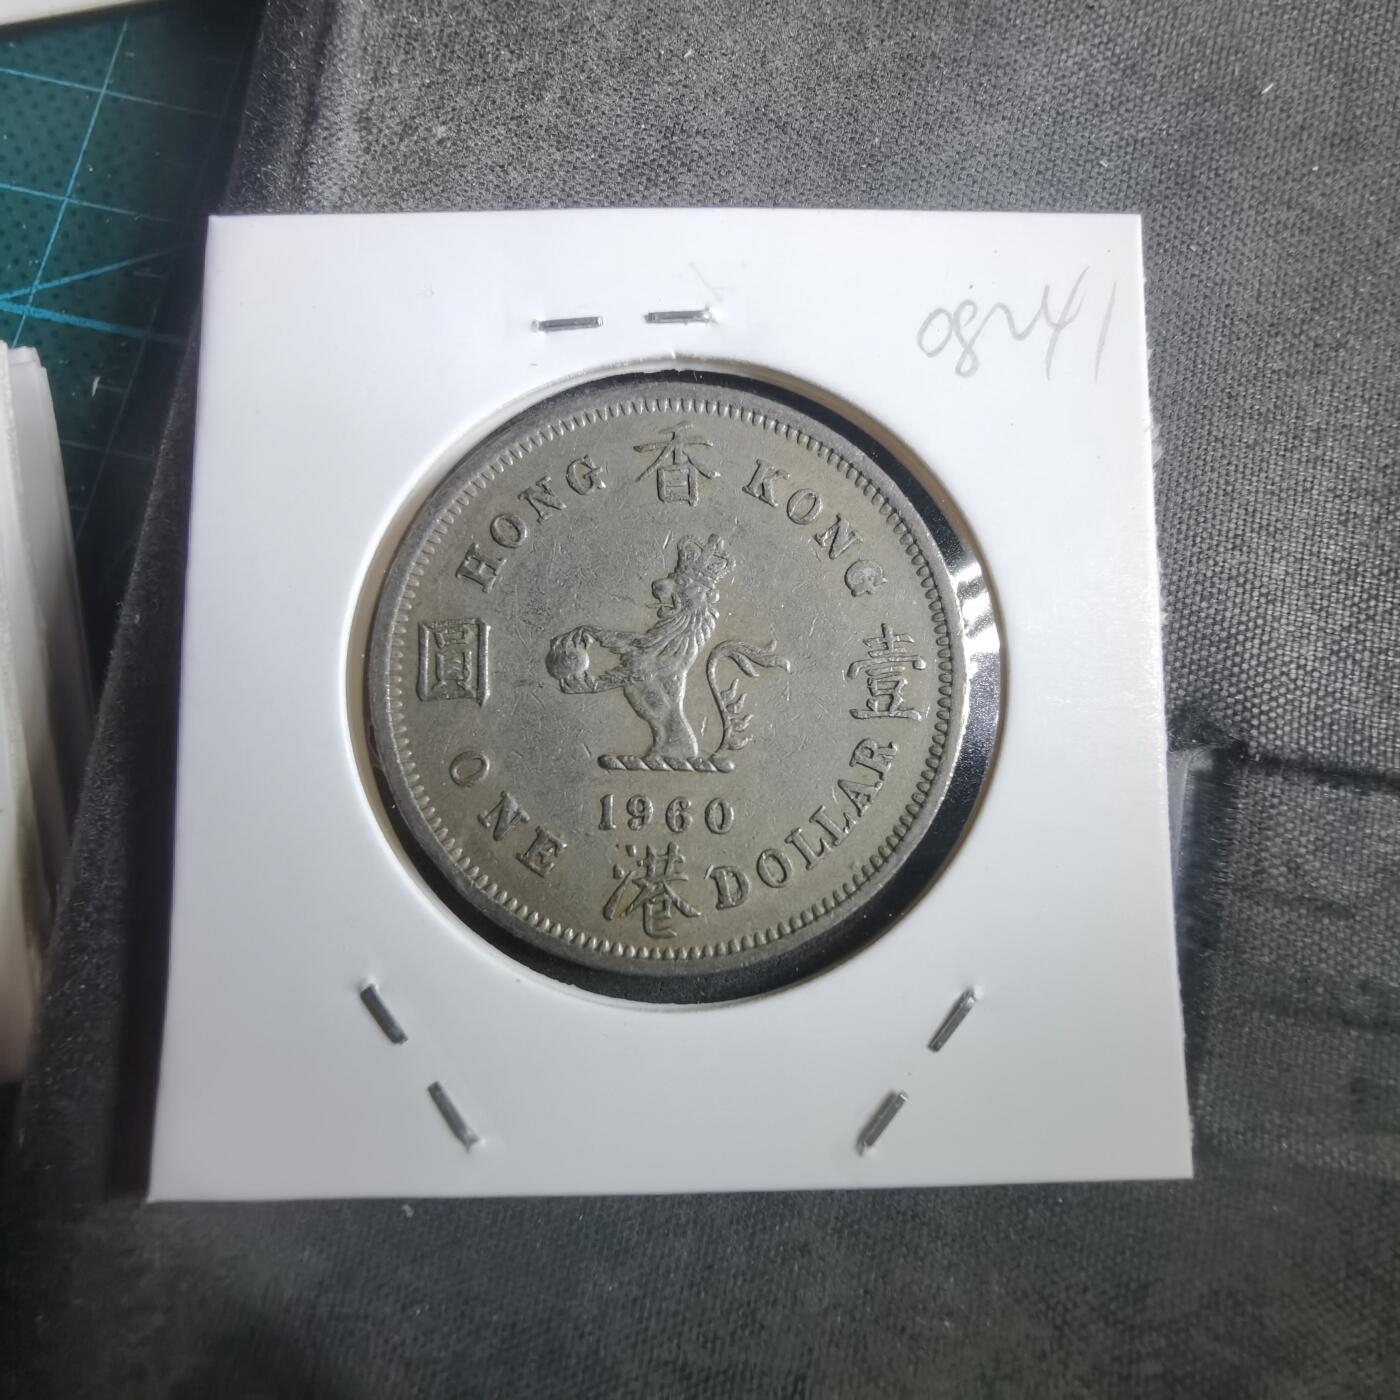 08241
HONG 香 KONG
圓 壹
1960
ONE 港 DOLLAR